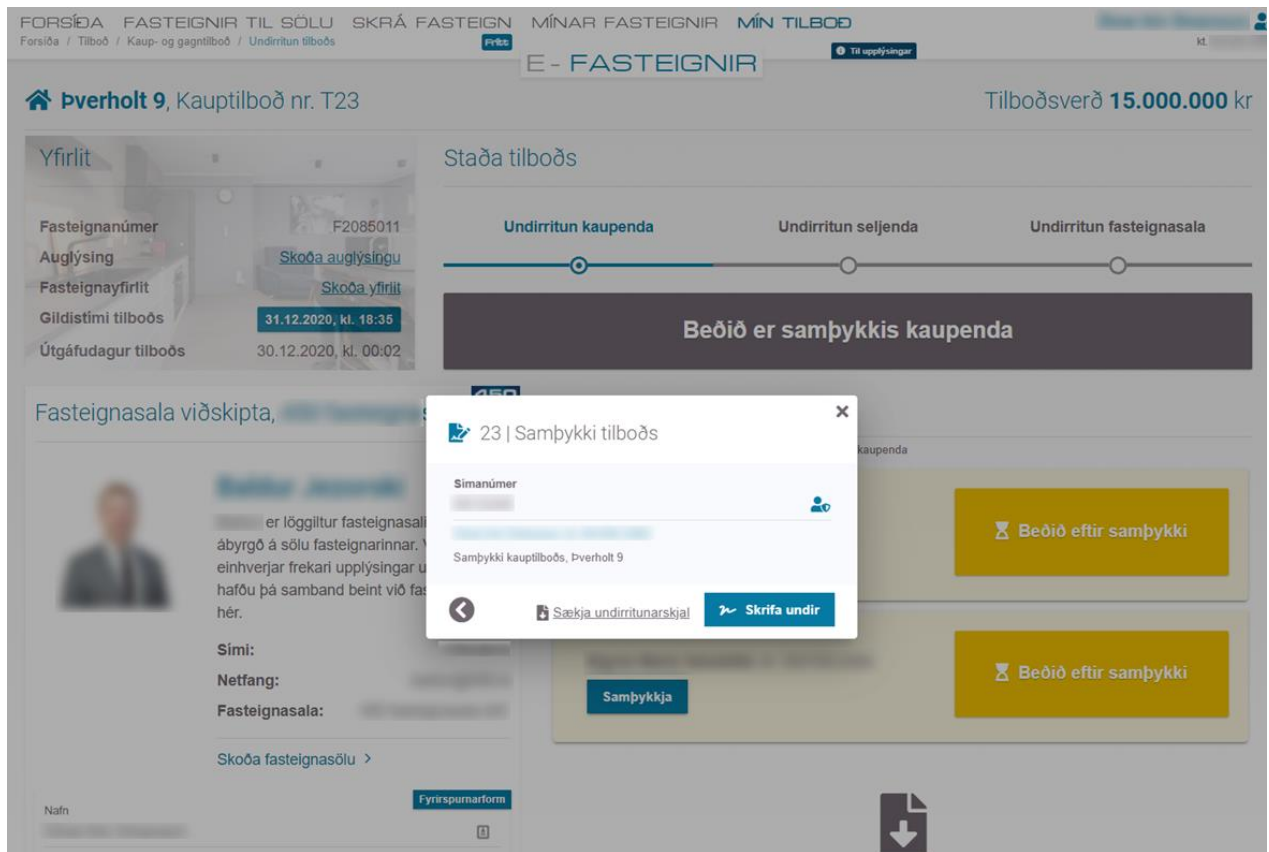 FORSÍÐA FASTEIGNIR TIL SÖLU SKRÁ FASTEIGN MÍNAR FASTEIGNIR MÍN TILBOÐ
Forsíða / Tilboð / Kaup- og gagntilboð / Undirritun tilboðs
Frítt
kt.
Til upplýsingar
E - FASTEIGNIR
Þverholt 9, Kauptilboð nr. T23
Tilboðsverð 15.000.000 kr
Yfirlit
Fasteignanúmer F2085011
Auglýsing Skoða auglýsingu
Fasteignayfirlit Skoða yfirlit
Gildistími tilboðs 31.12.2020, kl. 18:35
Útgáfudagur tilboðs 30.12.2020, kl. 00:02
Staða tilboðs
Undirritun kaupenda Undirritun seljenda Undirritun fasteignasala
Beðið er samþykkis kaupenda
Fasteignasala viðskipta,
er löggiltur fasteignasali
ábyrgð á sölu fasteignarinnar.
einhverjar frekari upplýsingar
hafðu þá samband beint við
hér.
Sími:
Netfang:
Fasteignasala:
Skoða fasteignasölu >
Fyrirspurnarform
Nafn
23 | Samþykki tilboðs
Símanúmer
Samþykki kauptilboðs, Þverholt 9
Sækja undirritunarskjal
Skrifa undir
kaupenda
Beðið eftir samþykki
Samþykkja
Beðið eftir samþykki